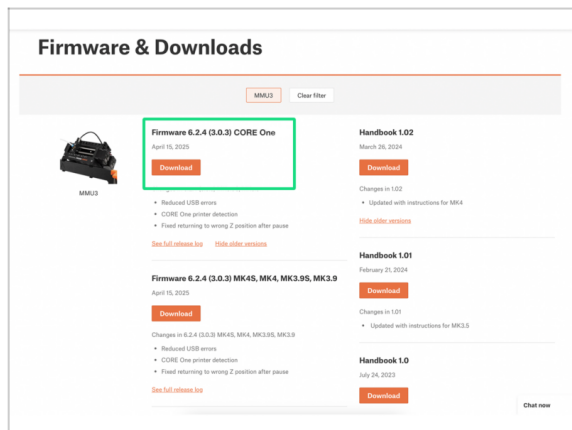 Firmware & Downloads
MMU3
Clear filter
MMU3
Firmware 6.2.4 (3.0.3) CORE One
April 15, 2025
Download
Reduced USB errors
CORE One printer detection
Fixed returning to wrong Z position after pause
See full release log
Hide older versions
Firmware 6.2.4 (3.0.3) MK4S, MK4, MK3.9S, MK3.9
April 15, 2025
Download
Changes in 6.2.4 (3.0.3) MK4S, MK4, MK3.9S, MK3.9
Reduced USB errors
CORE One printer detection
Fixed returning to wrong Z position after pause
See full release log
Handbook 1.02
March 26, 2024
Download
Changes in 1.02
Updated with instructions for MK4
Hide older versions
Handbook 1.01
February 21, 2024
Download
Changes in 1.01
Updated with instructions for MK3.5
Handbook 1.0
July 24, 2023
Download
Chat now